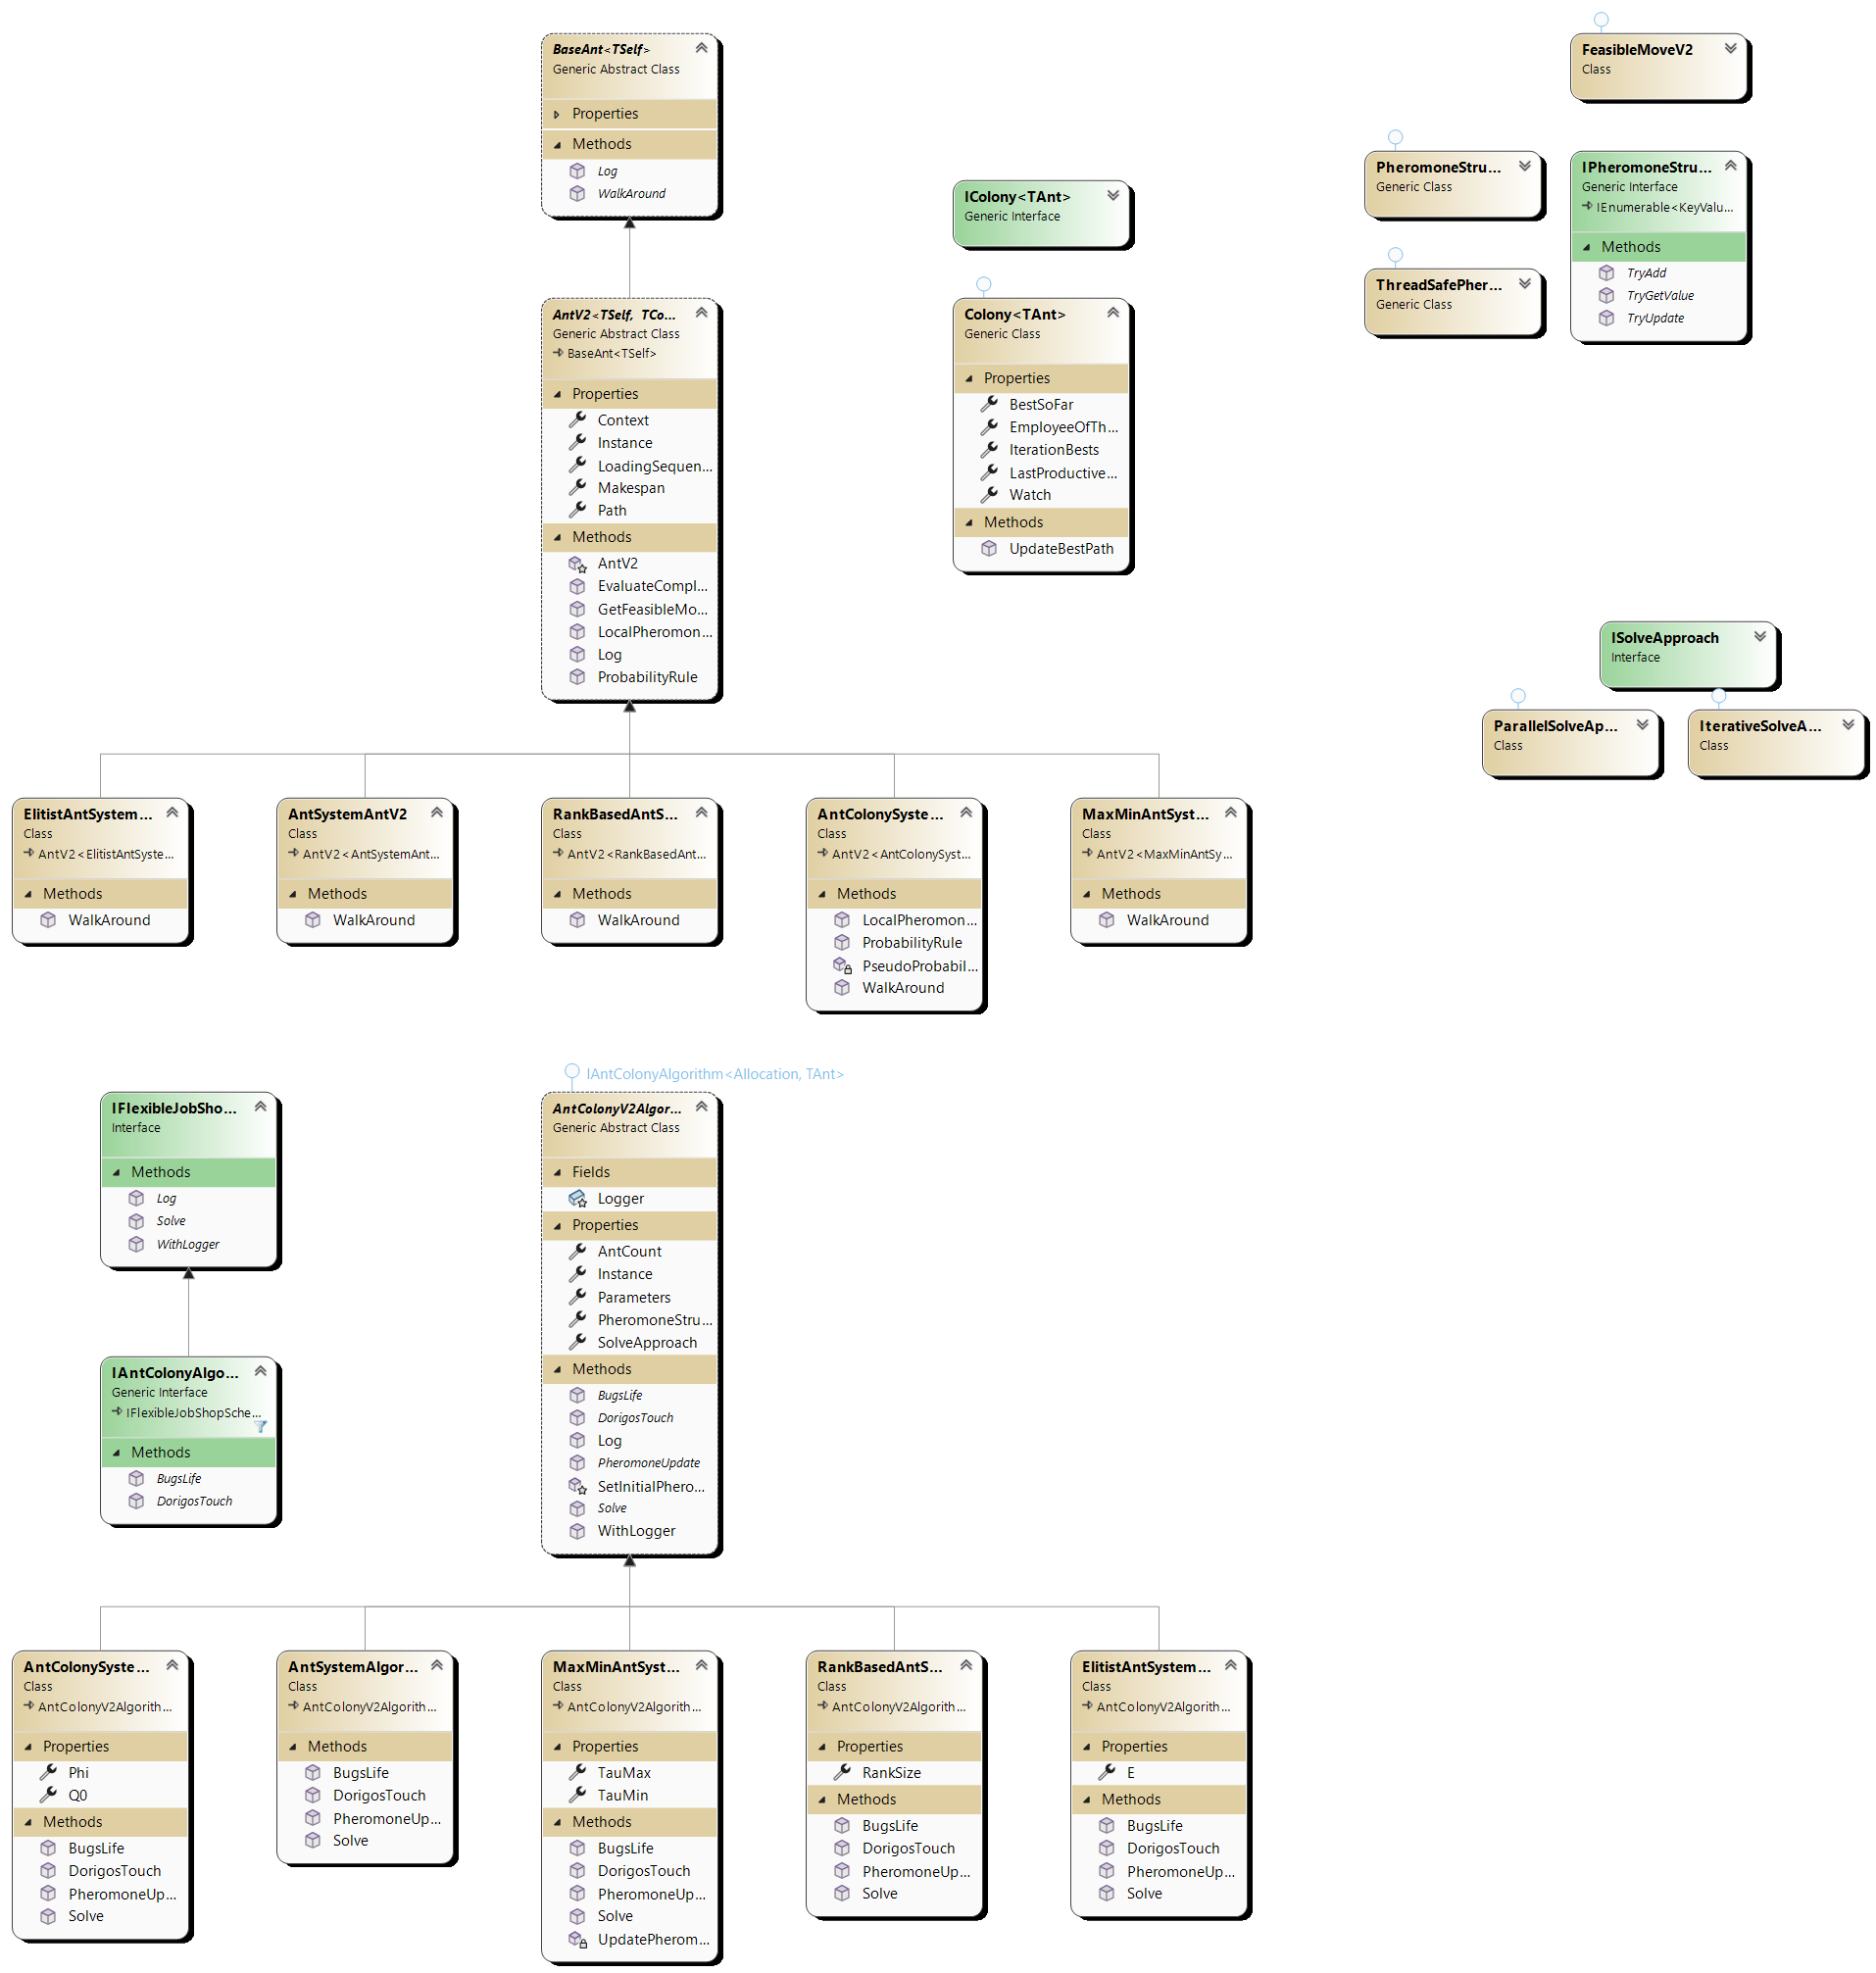 BaseAnt<TSelf>
Generic Abstract Class
Properties
Methods
Log
WalkAround
AntV2<TSelf, TCo...
Generic Abstract Class
BaseAnt<TSelf>
Properties
Context
Instance
LoadingSequen...
Makespan
Path
Methods
AntV2
EvaluateCompl...
GetFeasibleMo...
LocalPheromon...
Log
ProbabilityRule
IColony<TAnt>
Generic Interface
Colony<TAnt>
Generic Class
Properties
BestSoFar
EmployeeOfTh...
IterationBests
LastProductive...
Watch
Methods
UpdateBestPath
FeasibleMoveV2
Class
PheromoneStru...
Generic Class
ThreadSafePher...
Generic Class
IPheromoneStru...
Generic Interface
IEnumerable<KeyValu...
Methods
TryAdd
TryGetValue
TryUpdate
ISolveApproach
Interface
ParallelSolveAp...
Class
IterativeSolveA...
Class
ElitistAntSystem...
Class
AntV2<ElitistAntSyste...
Methods
WalkAround
AntSystemAntV2
Class
AntV2<AntSystemAnt...
Methods
WalkAround
RankBasedAntS...
Class
AntV2<RankBasedAnt...
Methods
WalkAround
AntColonySyste...
Class
AntV2<AntColonySyst...
Methods
LocalPheromon...
ProbabilityRule
PseudoProbabil...
WalkAround
MaxMinAntSyst...
Class
AntV2<MaxMinAntSy...
Methods
WalkAround
IFlexibleJobSho...
Interface
Methods
Log
Solve
WithLogger
IAntColonyAlgo...
Generic Interface
IFlexibleJobShopSche...
Methods
BugsLife
DorigosTouch
IAntColonyAlgorithm<Allocation, TAnt>
AntColonyV2Algor...
Generic Abstract Class
Fields
Logger
Properties
AntCount
Instance
Parameters
PheromoneStru...
SolveApproach
Methods
BugsLife
DorigosTouch
Log
PheromoneUpdate
SetInitialPhero...
Solve
WithLogger
AntColonySyste...
Class
AntColonyV2Algorith...
Properties
Phi
Q0
Methods
BugsLife
DorigosTouch
PheromoneUp...
Solve
AntSystemAlgor...
Class
AntColonyV2Algorith...
Methods
BugsLife
DorigosTouch
PheromoneUp...
Solve
MaxMinAntSyst...
Class
AntColonyV2Algorith...
Properties
TauMax
TauMin
Methods
BugsLife
DorigosTouch
PheromoneUp...
Solve
UpdatePherom...
RankBasedAntS...
Class
AntColonyV2Algorith...
Properties
RankSize
Methods
BugsLife
DorigosTouch
PheromoneUp...
Solve
ElitistAntSystem...
Class
AntColonyV2Algorith...
Properties
E
Methods
BugsLife
DorigosTouch
PheromoneUp...
Solve